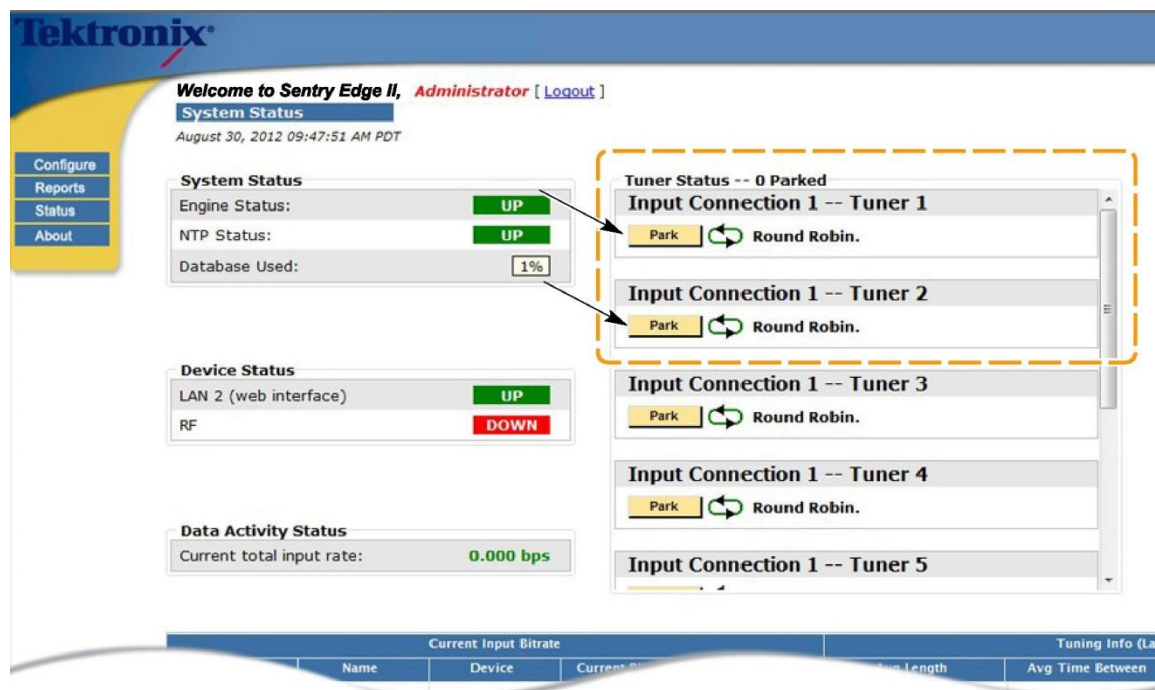 Tektronix
Welcome to Sentry Edge II, Administrator [ Logout ]
System Status
August 30, 2012 09:47:51 AM PDT
Configure
Reports
Status
About
System Status
Engine Status: UP
NTP Status: UP
Database Used: 1%
Device Status
LAN 2 (web interface) UP
RF DOWN
Data Activity Status
Current total input rate: 0.000 bps
Tuner Status -- 0 Parked
Input Connection 1 -- Tuner 1
Park Round Robin.
Input Connection 1 -- Tuner 2
Park Round Robin.
Input Connection 1 -- Tuner 3
Park Round Robin.
Input Connection 1 -- Tuner 4
Park Round Robin.
Input Connection 1 -- Tuner 5
Current Input Bitrate Tuning Info (La
Name Device Current Length Avg Time Between